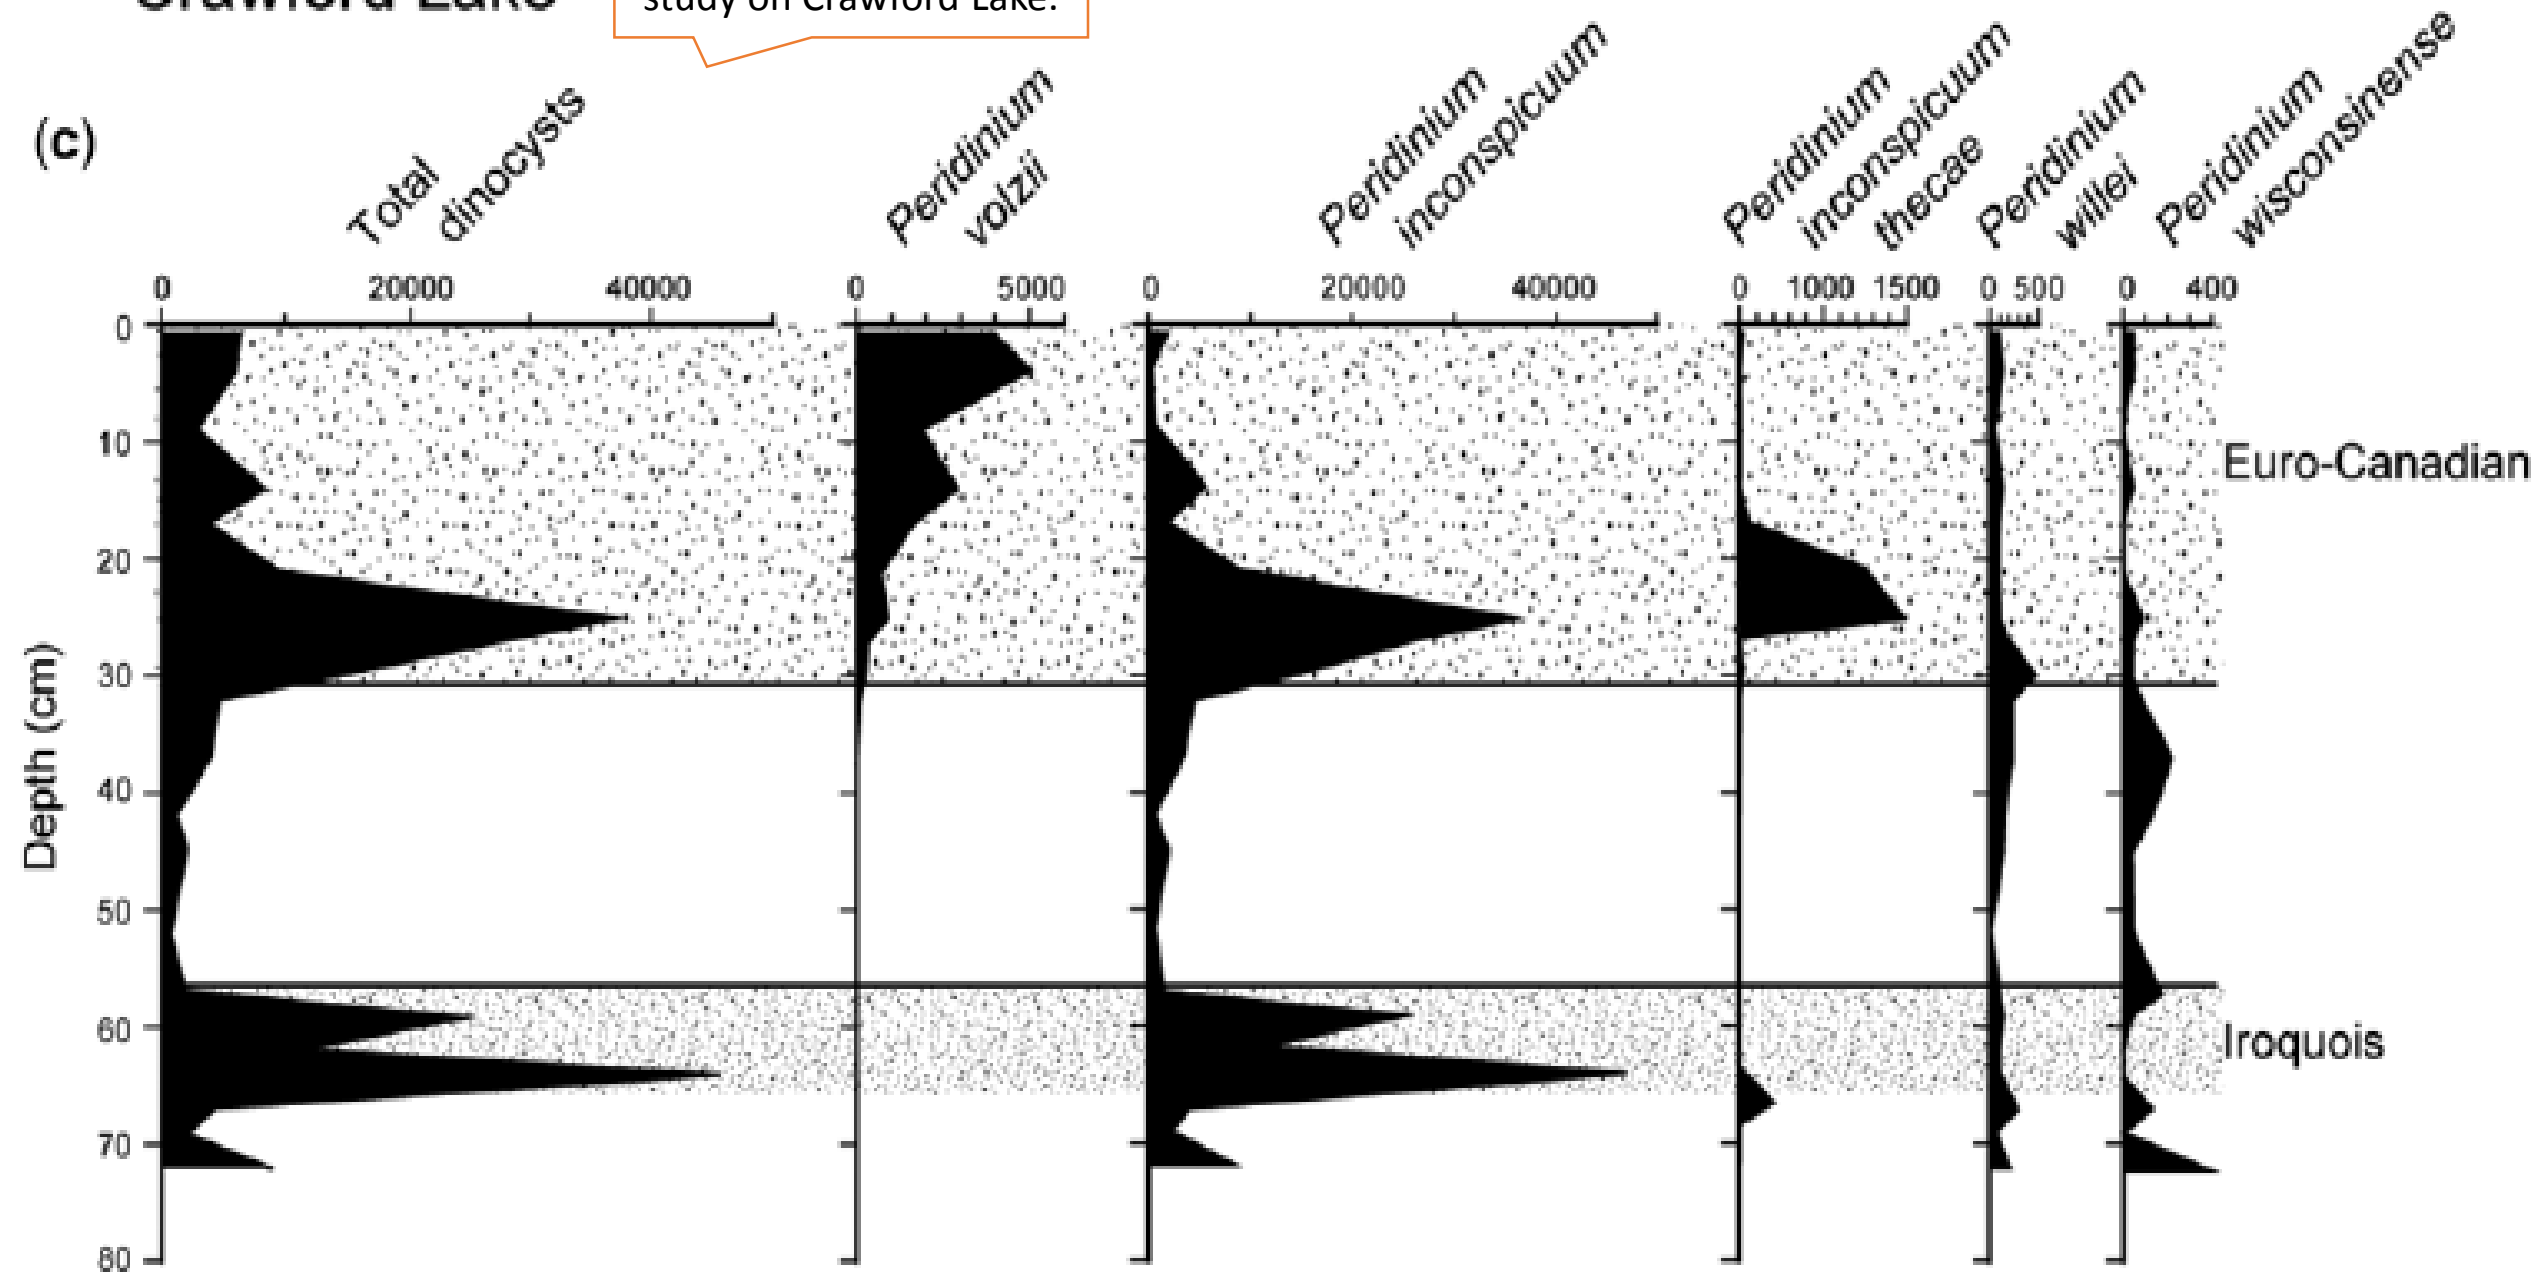 Crawford Lake
study on Crawford Lake.
(c)
Total
dinocysts
Peridinium
volzii
Peridinium
inconspicuum
Peridinium
inconspicuum
thecae
Peridinium
willei
Peridinium
wisconsinense
0 20000 40000 0 5000 0 20000 40000 0 1000 1500 0 500 0 400
0
10
20
30
40
50
60
70
80
Depth (cm)
Euro-Canadian
Iroquois